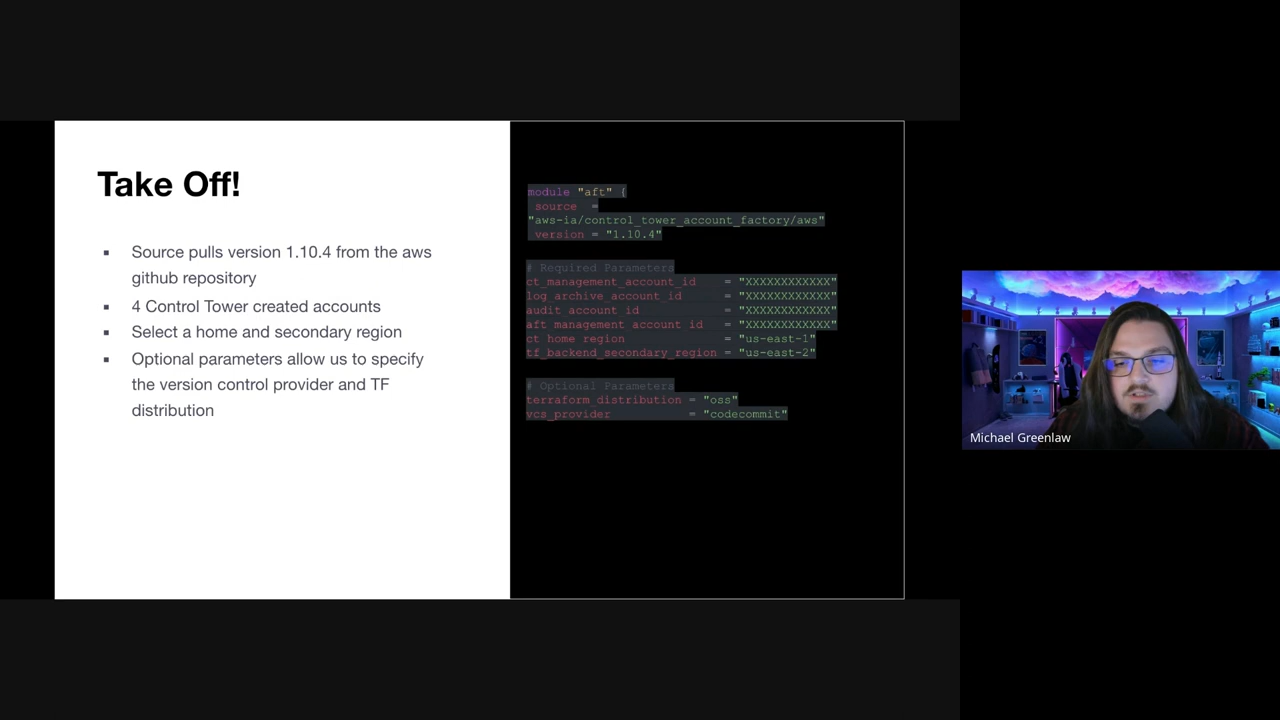 Take Off!
▪ Source pulls version 1.10.4 from the aws
github repository
▪ 4 Control Tower created accounts
▪ Select a home and secondary region
▪ Optional parameters allow us to specify
the version control provider and TF
distribution
module "aft" {
source =
"aws-ia/control_tower_account_factory/aws"
version = "1.10.4"
# Required Parameters
ct_management_account_id = "XXXXXXXXXXXX"
log_archive_account_id = "XXXXXXXXXXXX"
audit_account_id = "XXXXXXXXXXXX"
aft_management_account_id = "XXXXXXXXXXXX"
ct_home_region = "us-east-1"
tf_backend_secondary_region = "us-east-2"
# Optional Parameters
terraform_distribution = "oss"
vcs_provider = "codecommit"
Michael Greenlaw